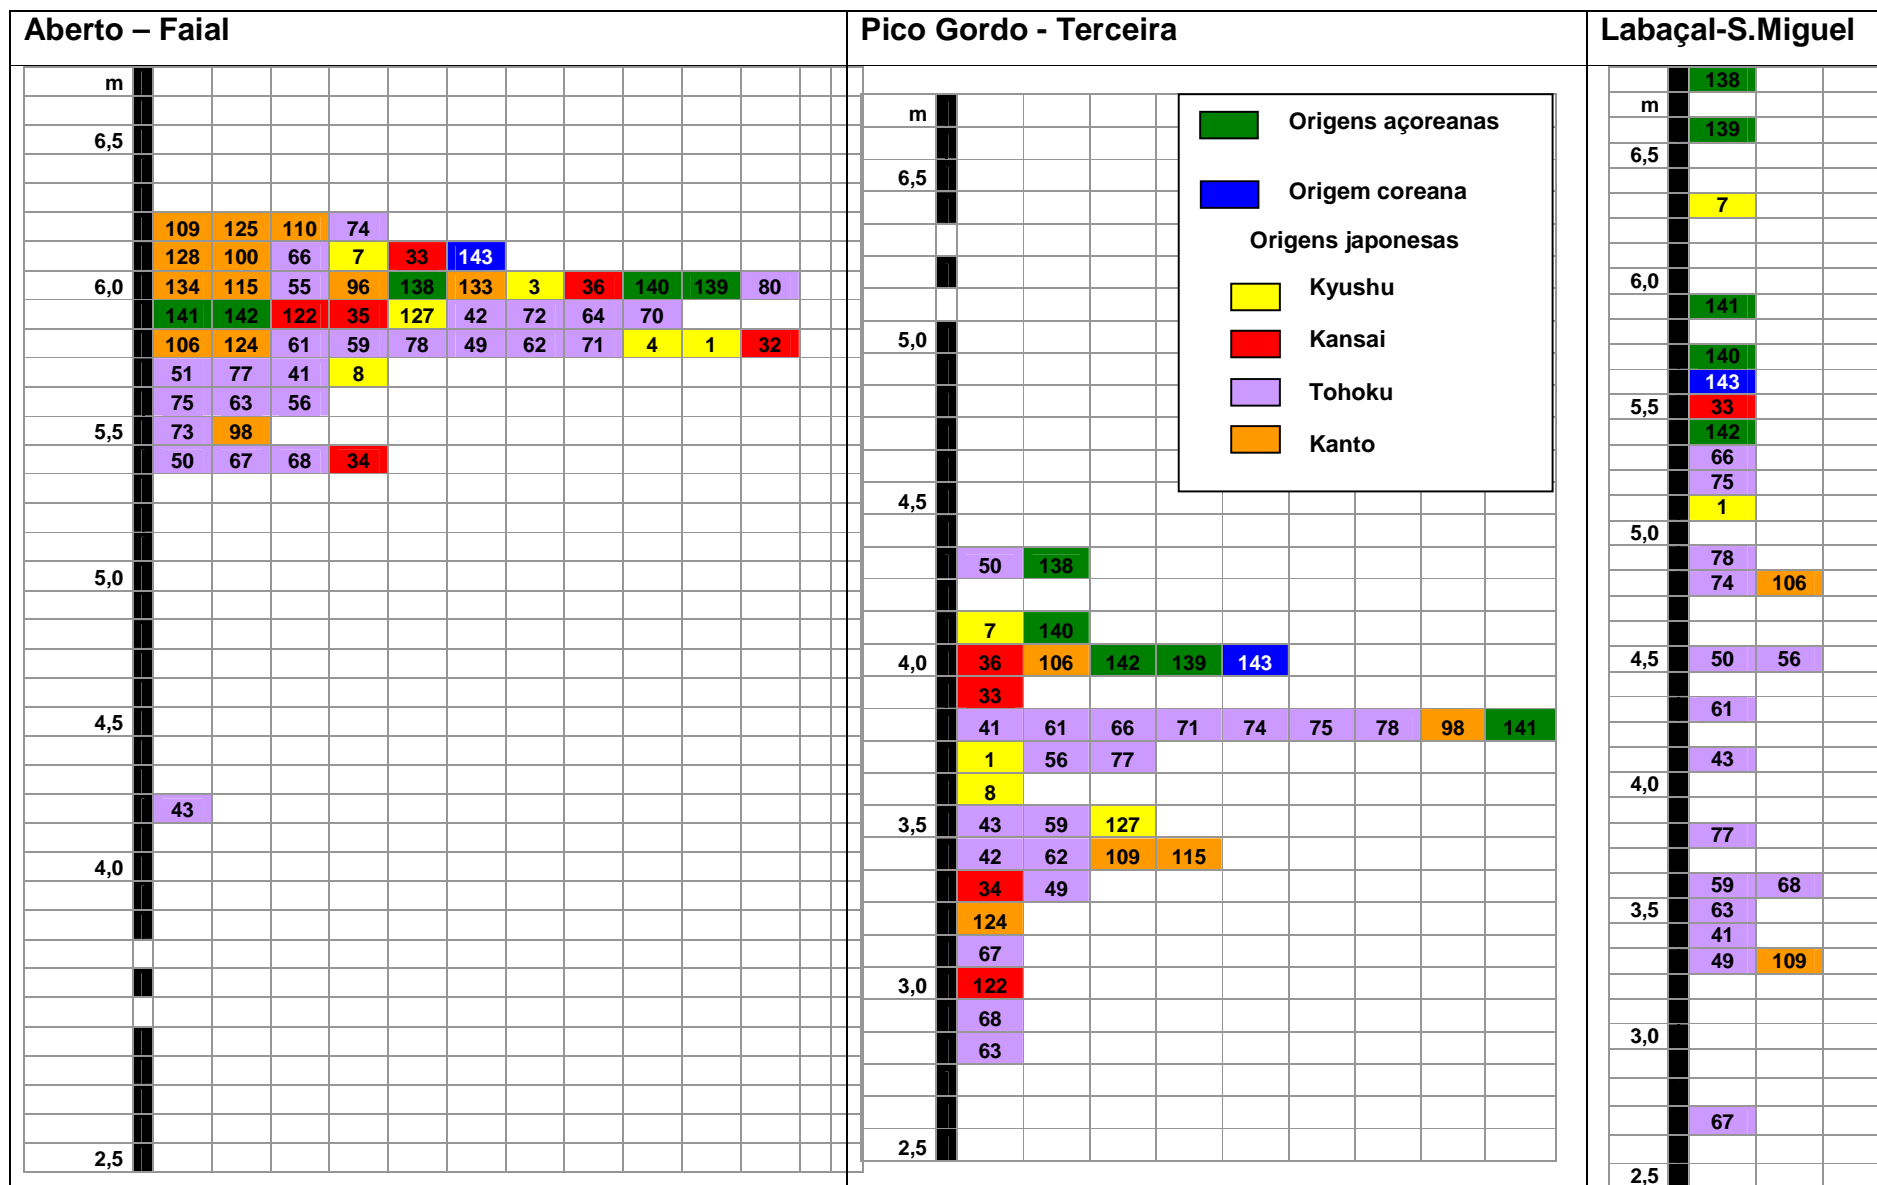 Aberto – Faial
m
6,5
109 125 110 74
128 100 66 7 33 143
6,0 134 115 55 96 138 133 3 36 140 139 80
141 142 122 35 127 42 72 64 70
106 124 61 59 78 49 62 71 4 1 32
51 77 41 8
75 63 56
5,5 73 98
50 67 68 34
5,0
4,5
43
4,0
2,5
Pico Gordo - Terceira
m
6,5
5,0
4,5
50 138
7 140
4,0 36 106 142 139 143
33
41 61 66 71 74 75 78 98 141
1 56 77
8
3,5 43 59 127
42 62 109 115
34 49
124
67
3,0 122
68
63
2,5
Origens açoreanas
Origem coreana
Origens japonesas
Kyushu
Kansai
Tohoku
Kanto
Labaçal-S.Miguel
138
m
139
6,5
7
6,0
141
140
143
5,5 33
142
66
75
1
5,0
78
74 106
4,5 50 56
61
43
4,0
77
59 68
3,5 63
41
49 109
3,0
67
2,5